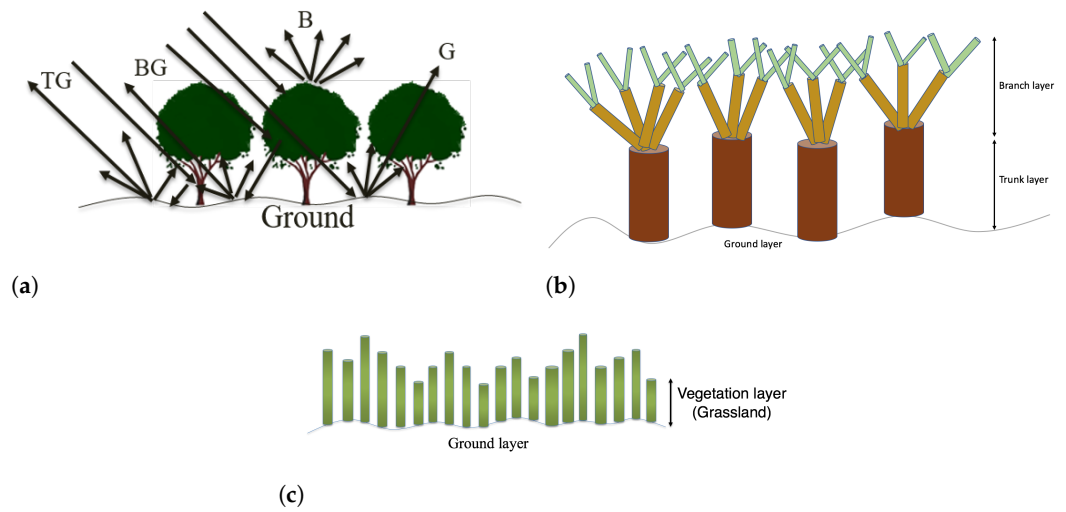 B
G
TG
BG
Ground
(a)
Branch layer
Trunk layer
Ground layer
(b)
Vegetation layer
(Grassland)
Ground layer
(c)